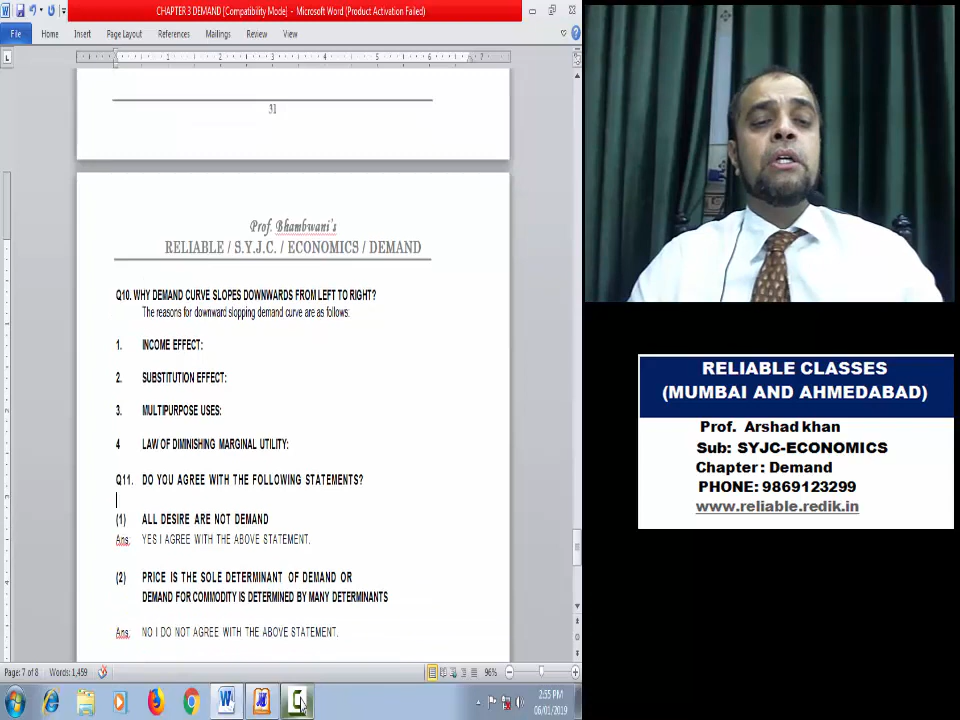 CHAPTER 3 DEMAND [Compatibility Mode] - Microsoft Word (Product Activation Failed)
File Home Insert Page Layout References Mailings Review View
31
Prof. Bhambwani's
RELIABLE / S.Y.J.C. / ECONOMICS / DEMAND
Q10. WHY DEMAND CURVE SLOPES DOWNWARDS FROM LEFT TO RIGHT?
The reasons for downward slopping demand curve are as follows:
1. INCOME EFFECT:
2. SUBSTITUTION EFFECT:
3. MULTIPURPOSE USES:
4 LAW OF DIMINISHING MARGINAL UTILITY:
Q11. DO YOU AGREE WITH THE FOLLOWING STATEMENTS?
(1) ALL DESIRE ARE NOT DEMAND
Ans: YES I AGREE WITH THE ABOVE STATEMENT.
(2) PRICE IS THE SOLE DETERMINANT OF DEMAND OR
DEMAND FOR COMMODITY IS DETERMINED BY MANY DETERMINANTS
Ans: NO I DO NOT AGREE WITH THE ABOVE STATEMENT.
Page: 7 of 8 Words: 1,459 96%
2:55 PM
06/01/2019
RELIABLE CLASSES
(MUMBAI AND AHMEDABAD)
Prof. Arshad khan
Sub: SYJC-ECONOMICS
Chapter : Demand
PHONE: 9869123299
www.reliable.redik.in